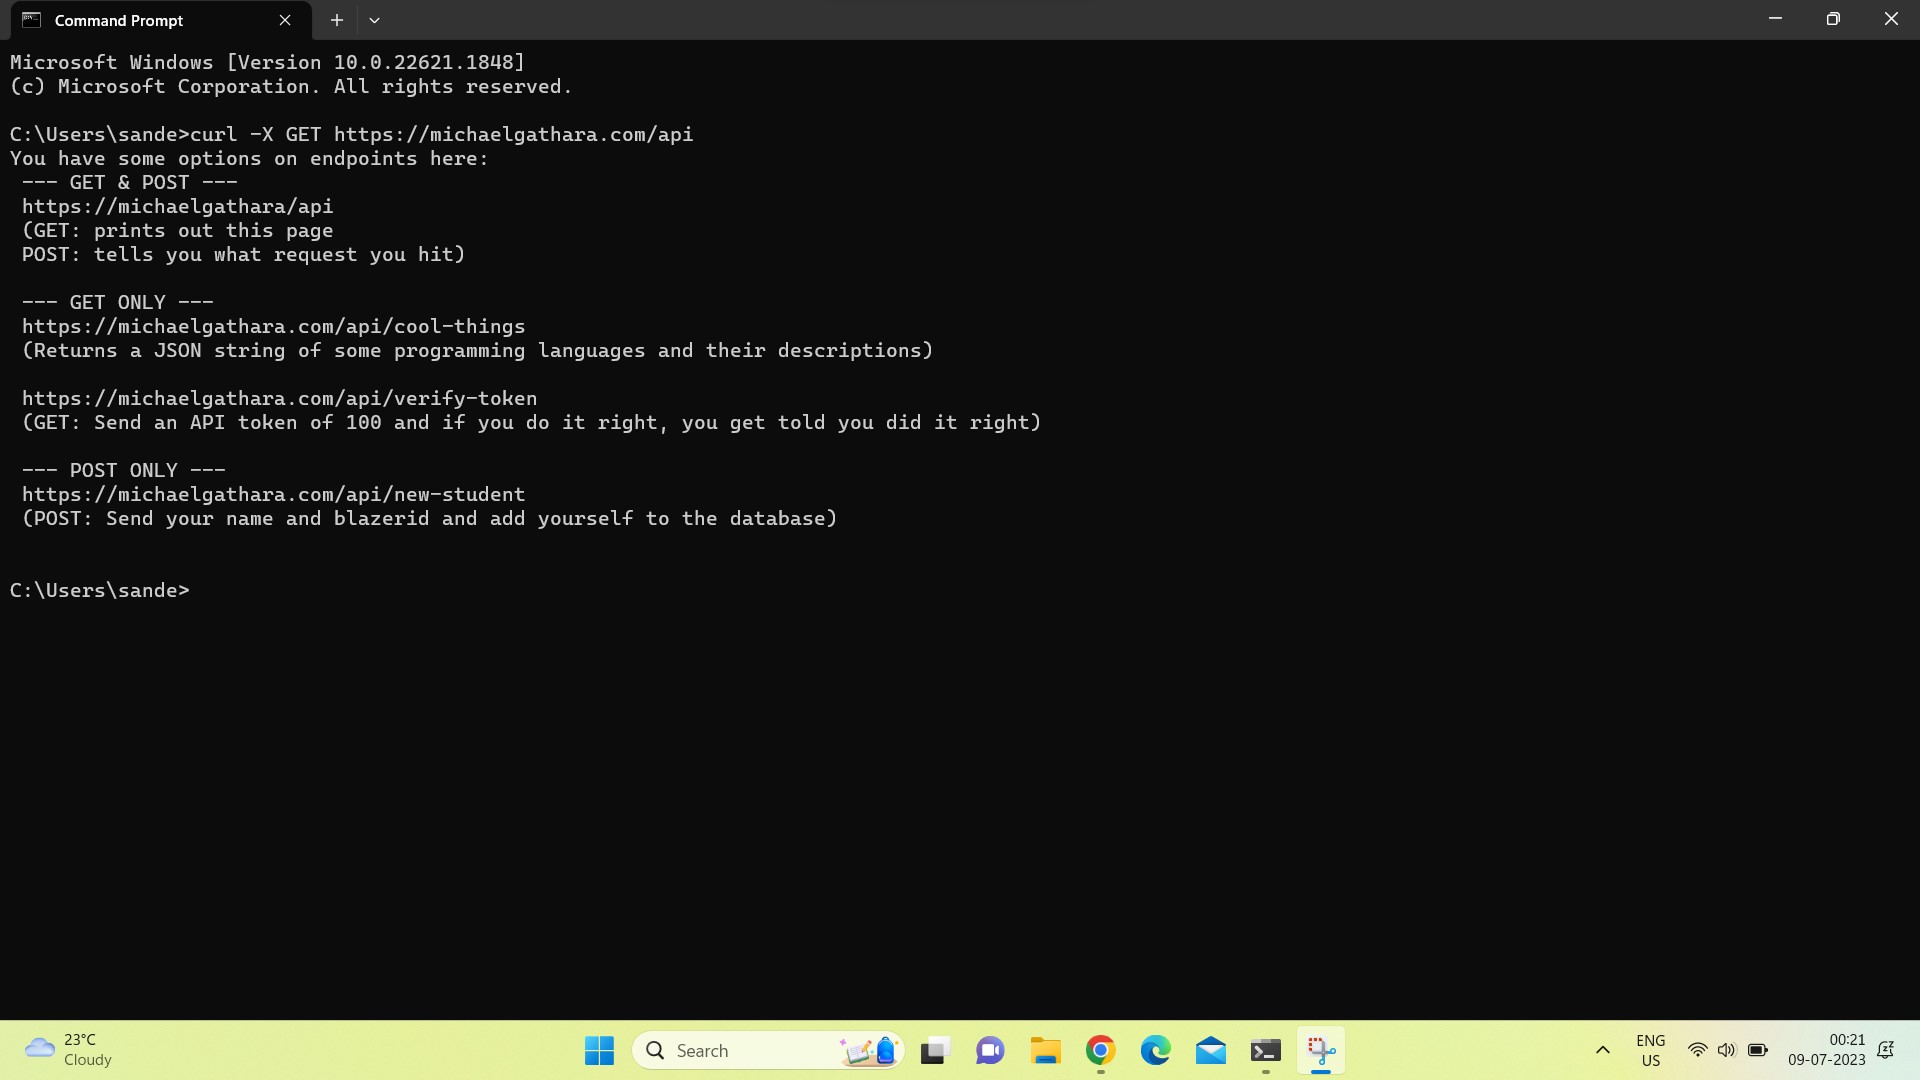 Command Prompt
Microsoft Windows [Version 10.0.22621.1848]
(c) Microsoft Corporation. All rights reserved.
C:\Users\sande>curl -X GET https://michaelgathara.com/api
You have some options on endpoints here:
--- GET & POST ---
https://michaelgathara/api
(GET: prints out this page
POST: tells you what request you hit)
--- GET ONLY ---
https://michaelgathara.com/api/cool-things
(Returns a JSON string of some programming languages and their descriptions)
https://michaelgathara.com/api/verify-token
(GET: Send an API token of 100 and if you do it right, you get told you did it right)
--- POST ONLY ---
https://michaelgathara.com/api/new-student
(POST: Send your name and blazerid and add yourself to the database)
C:\Users\sande>
23°C
Cloudy
Search
ENG
US
00:21
09-07-2023